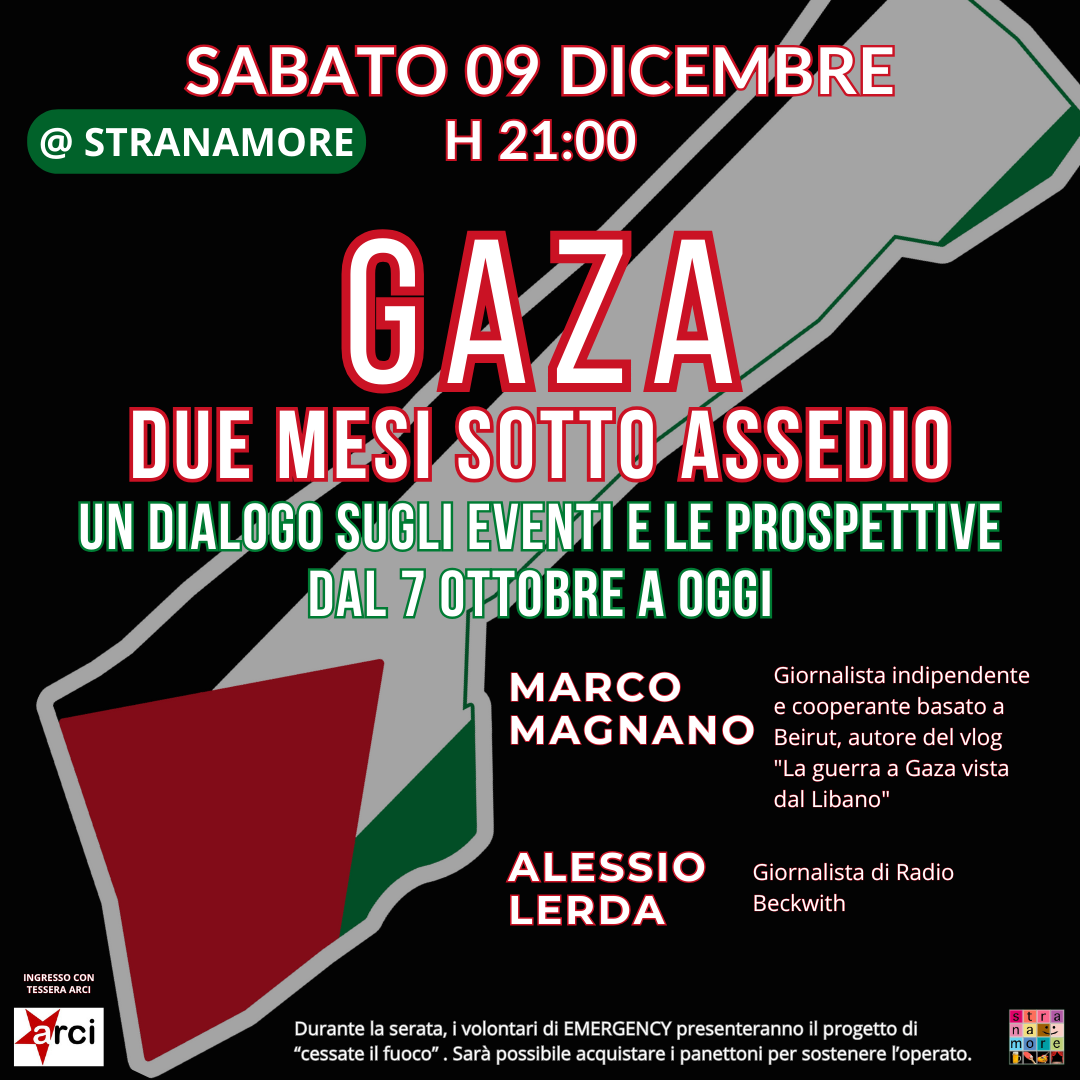 SABATO 09 DICEMBRE
@ STRANAMORE
H 21:00
GAZA
DUE MESI SOTTO ASSEDIO
UN DIALOGO SUGLI EVENTI E LE PROSPETTIVE
DAL 7 OTTOBRE A OGGI
MARCO
MAGNANO
Giornalista indipendente
e cooperante basato a
Beirut, autore del vlog
"La guerra a Gaza vista
dal Libano"
ALESSIO
LERDA
Giornalista di Radio
Beckwith
INGRESSO CON
TESSERA ARCI
arci
Durante la serata, i volontari di EMERGENCY presenteranno il progetto di
“cessate il fuoco” . Sarà possibile acquistare i panettoni per sostenere l’operato.
stra
na
more